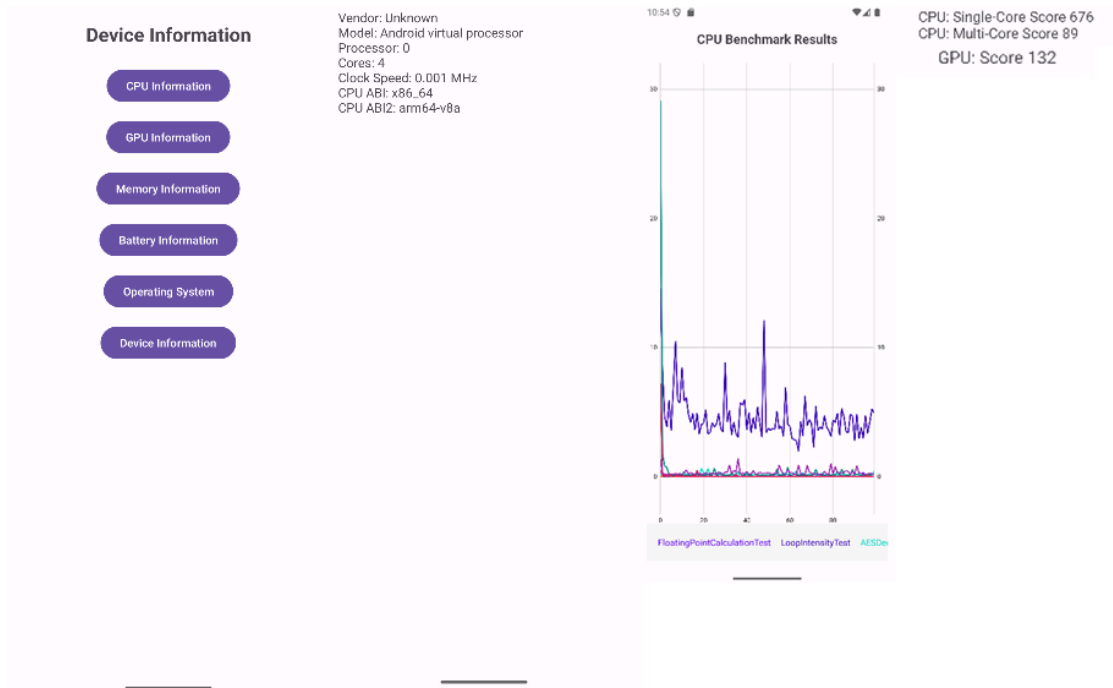 Device Information
CPU Information
GPU Information
Memory Information
Battery Information
Operating System
Device Information
Vendor: Unknown
Model: Android virtual processor
Processor: 0
Cores: 4
Clock Speed: 0.001 MHz
CPU ABI: x86_64
CPU ABI2: arm64-v8a
10:54
CPU Benchmark Results
30 30
20 20
10 10
0 0
0 20 40 60 80
FloatingPointCalculationTest LoopIntensityTest AESDe
CPU: Single-Core Score 676
CPU: Multi-Core Score 89
GPU: Score 132